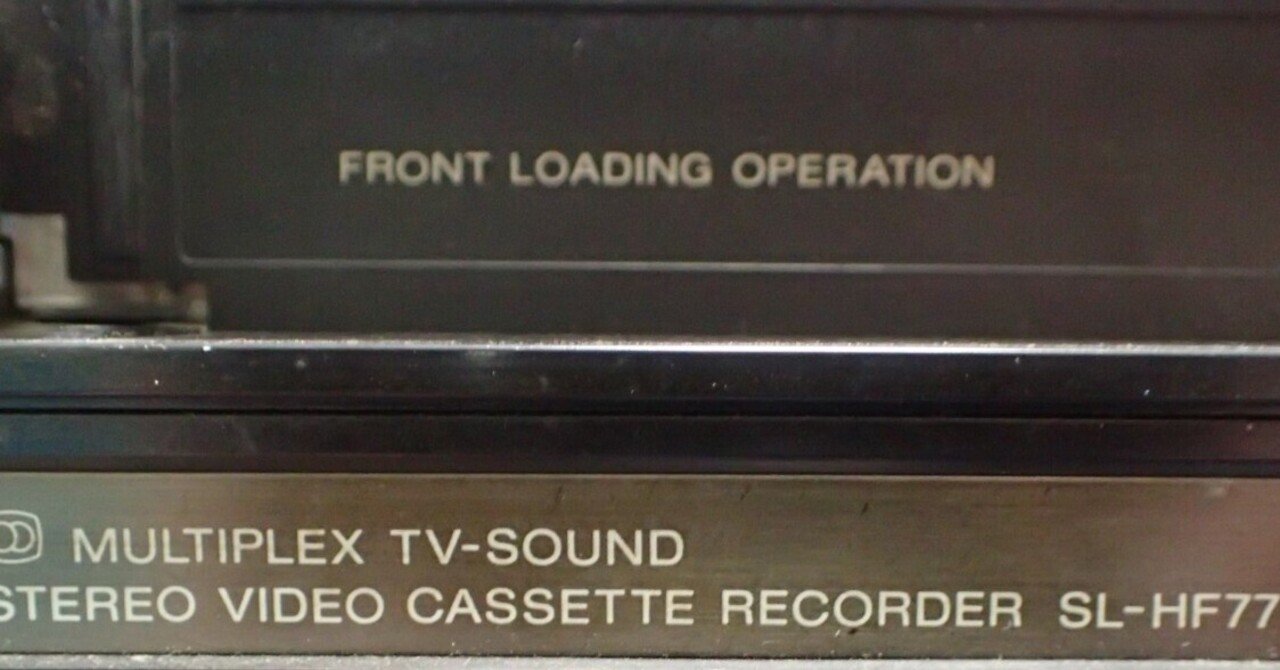 FRONT LOADING OPERATION
MULTIPLEX TV-SOUND
STEREO VIDEO CASSETTE RECORDER SL-HF77